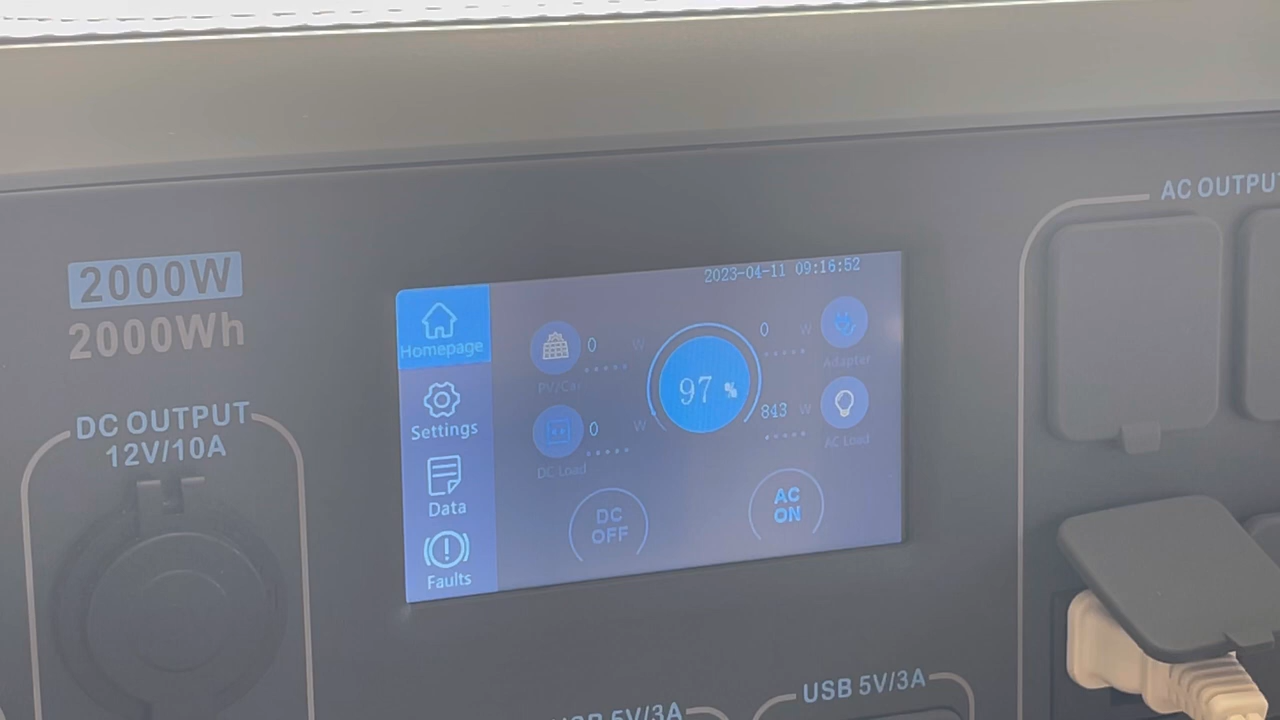 2000W
2000Wh
DC OUTPUT
12V/10A
2023-04-11 09:16:52
Homepage
Settings
Data
Faults
0 W
PV/Car
0 W
DC Load
97 %
0 W
Adapter
843 W
AC Load
DC
OFF
AC
ON
AC OUTPU
USB 5V/3A
USB 5V/3A